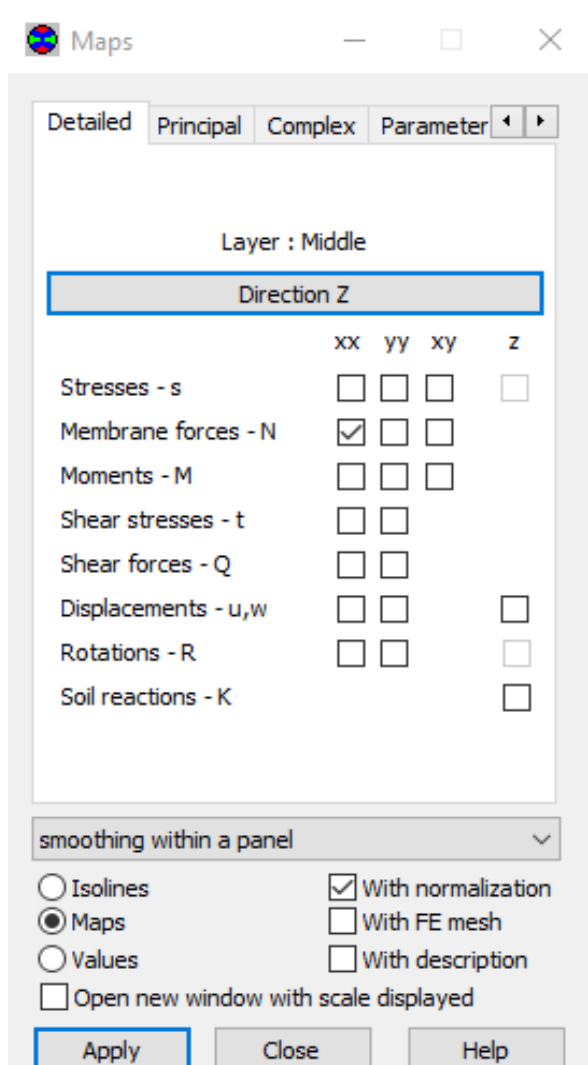 Maps
Detailed Principal Complex Parameter
Layer : Middle
Direction Z
xx yy xy z
Stresses - s
Membrane forces - N
Moments - M
Shear stresses - t
Shear forces - Q
Displacements - u,w
Rotations - R
Soil reactions - K
smoothing within a panel
Isolines With normalization
Maps With FE mesh
Values With description
Open new window with scale displayed
Apply Close Help